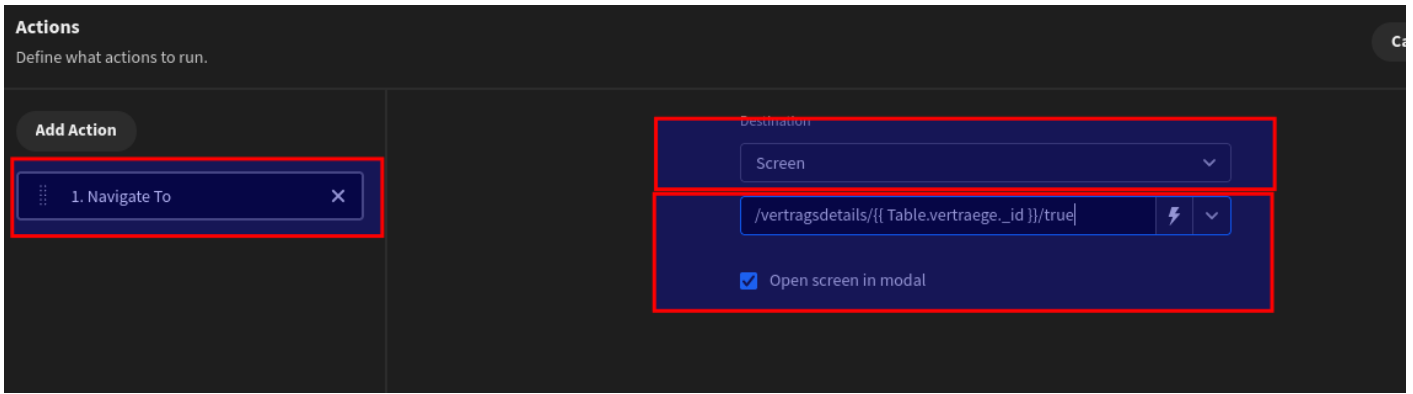 Actions
Define what actions to run.
Add Action
1. Navigate To
Destination
Screen
/vertragsdetails/{{ Table.vertraege._id }}/true
Open screen in modal